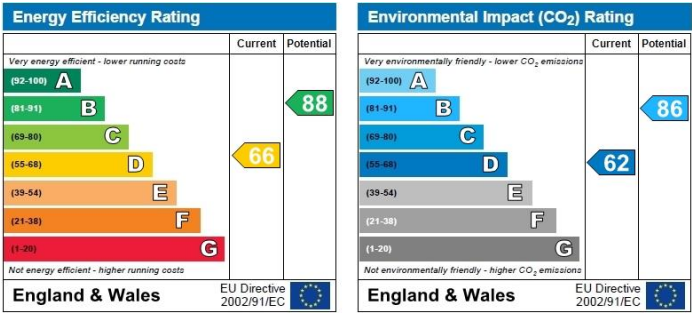 Energy Efficiency Rating
Current Potential
Very energy efficient - lower running costs
(92-100) A
(81-91) B
88
(69-80) C
(55-68) D
66
(39-54) E
(21-38) F
(1-20) G
Not energy efficient - higher running costs
England & Wales
EU Directive
2002/91/EC
Environmental Impact (CO₂) Rating
Current Potential
Very environmentally friendly - lower CO₂ emissions
(92-100) A
(81-91) B
86
(69-80) C
(55-68) D
62
(39-54) E
(21-38) F
(1-20) G
Not environmentally friendly - higher CO₂ emissions
England & Wales
EU Directive
2002/91/EC